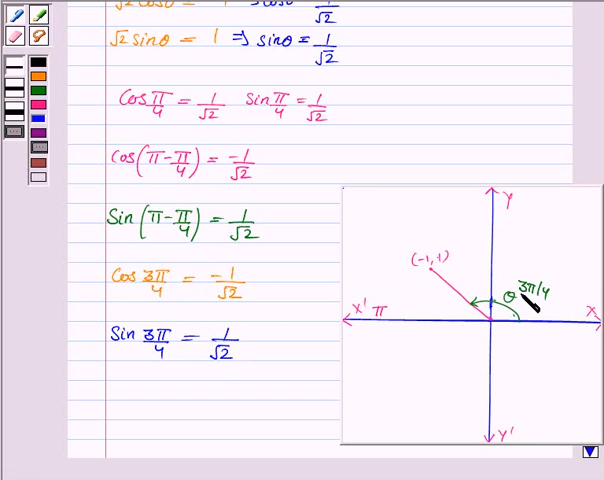 √2 sinθ = 1 ⇒ sinθ = 1/√2
Cos π/4 = 1/√2 Sin π/4 = 1/√2
Cos(π-π/4) = -1/√2
Sin(π-π/4) = 1/√2
Cos 3π/4 = -1/√2
Sin 3π/4 = 1/√2
Y
(-1,1)
θ 3π/4
X' π X
Y'